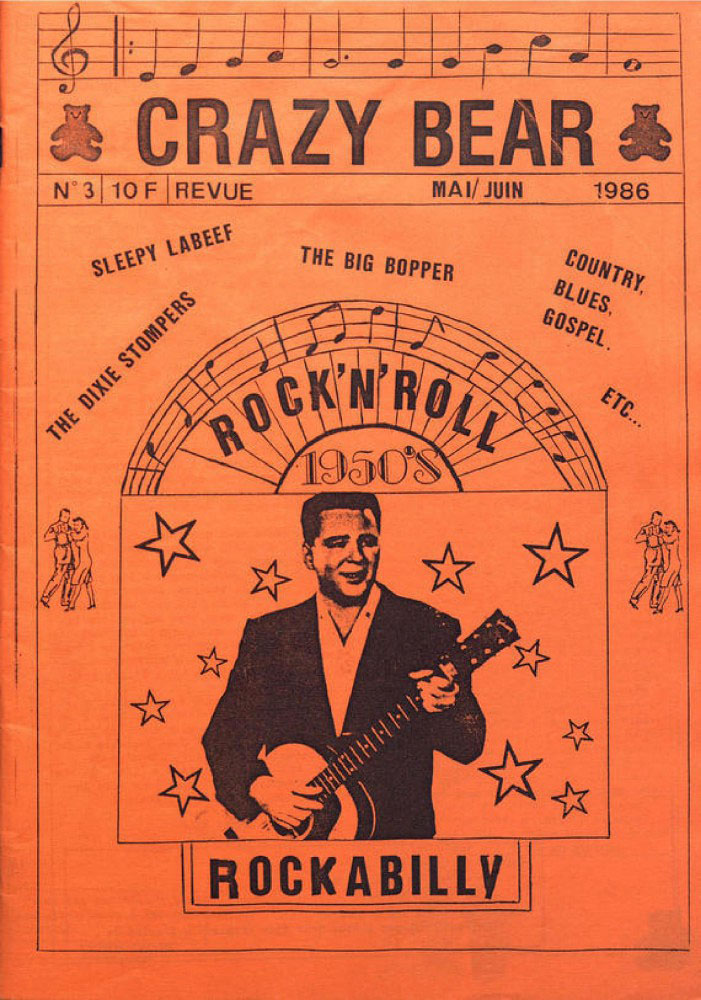 CRAZY BEAR
N°3 10 F REVUE MAI/JUIN 1986
SLEEPY LABEEF
THE BIG BOPPER
COUNTRY,
BLUES,
GOSPEL.
ETC...
THE DIXIE STOMPERS
ROCK'N'ROLL
1950'S
ROCKABILLY